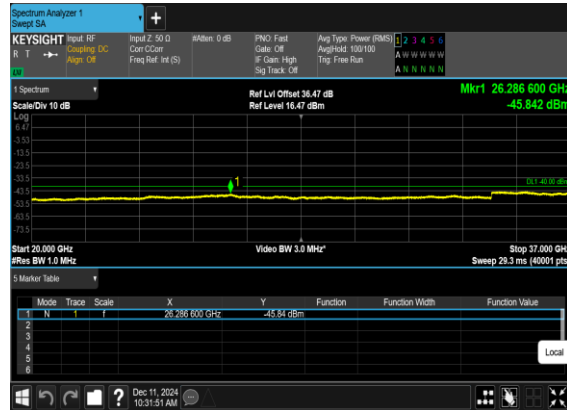 Spectrum Analyzer 1
Swept SA
+
KEYSIGHT Input: RF Input Z: 50 Ω #Atten: 0 dB PNO: Fast Avg Type: Power (RMS) 1 2 3 4 5 6
R T Coupling: DC Corr CCorr Gate: Off Avg|Hold: 100/100 A W W W W W
Align: Off Freq Ref: Int (S) IF Gain: High Trig: Free Run
Sig Track: Off A N N N N N
1 Spectrum Ref Lvl Offset 36.47 dB Mkr1 26.286 600 GHz
Scale/Div 10 dB Ref Level 16.47 dBm -45.842 dBm
Log
6.47
-3.53
-13.5
-23.5
-33.5
-43.5
-53.5
-63.5
-73.5
1
DL1 -40.00 dBm
Start 20.000 GHz Video BW 3.0 MHz* Stop 37.000 GHz
#Res BW 1.0 MHz Sweep 29.3 ms (40001 pts
5 Marker Table
Mode Trace Scale X Y Function Function Width Function Value
1 N 1 f 26.286 600 GHz -45.84 dBm
2
3
4
5
6
Local
? Dec 11, 2024
10:31:51 AM